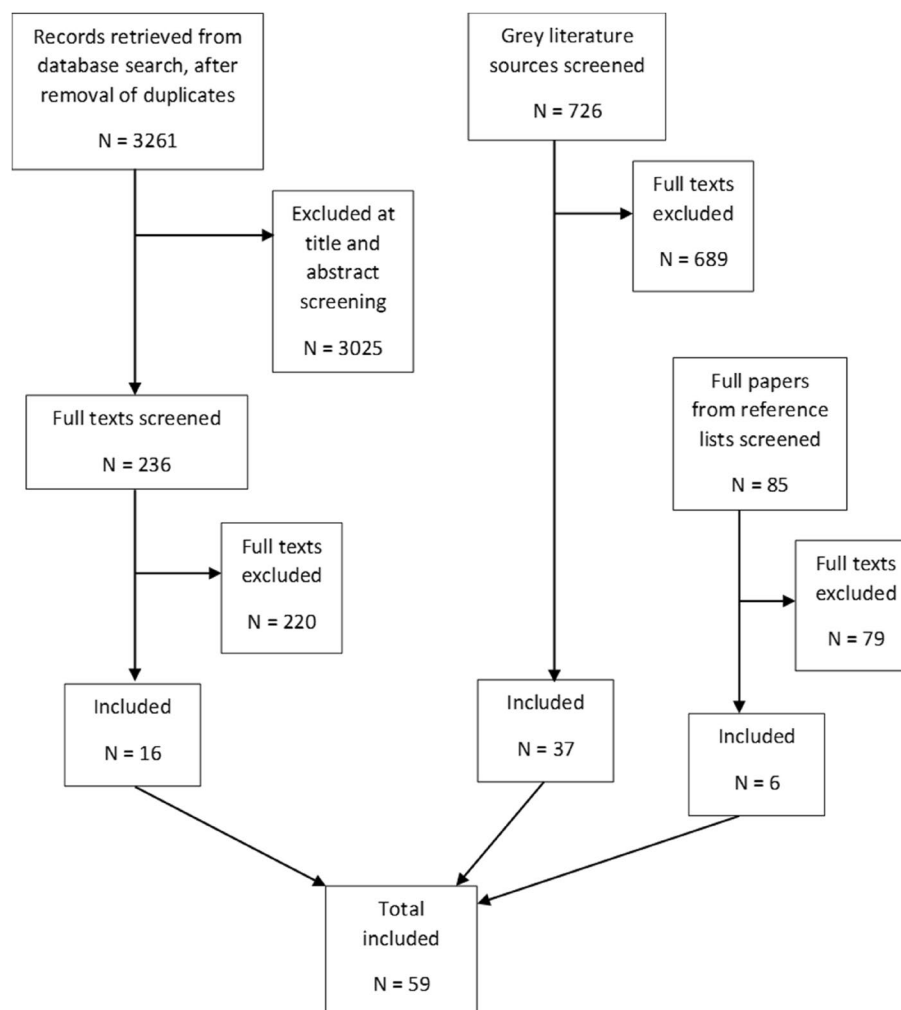 Records retrieved from
database search, after
removal of duplicates
N = 3261
Grey literature
sources screened
N = 726
Excluded at
title and
abstract
screening
N = 3025
Full texts
excluded
N = 689
Full texts screened
N = 236
Full papers
from reference
lists screened
N = 85
Full texts
excluded
N = 220
Full texts
excluded
N = 79
Included
N = 16
Included
N = 37
Included
N = 6
Total
included
N = 59